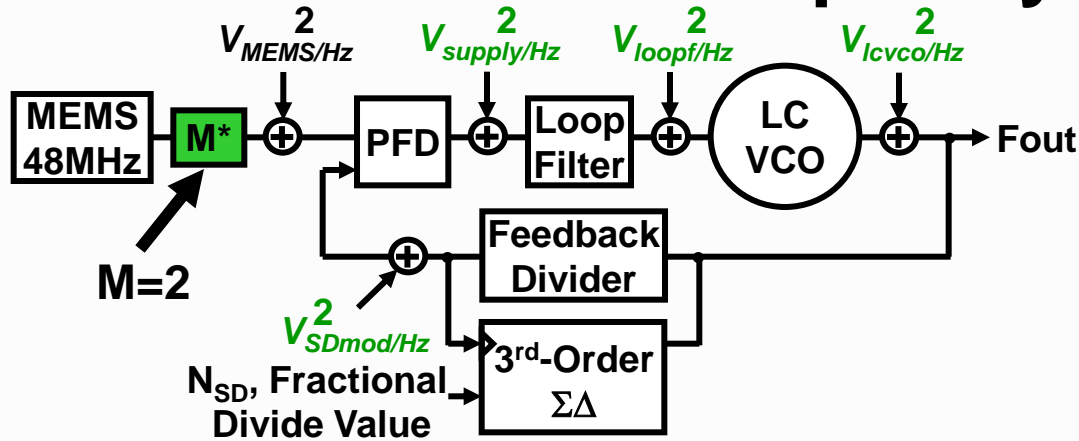 V²MEMS/Hz
V²supply/Hz
V²loopf/Hz
V²lcvco/Hz
MEMS
48MHz
M*
PFD
Loop
Filter
LC
VCO
Fout
M=2
Feedback
Divider
V²SDmod/Hz
3rd-Order
ΣΔ
NSD, Fractional
Divide Value